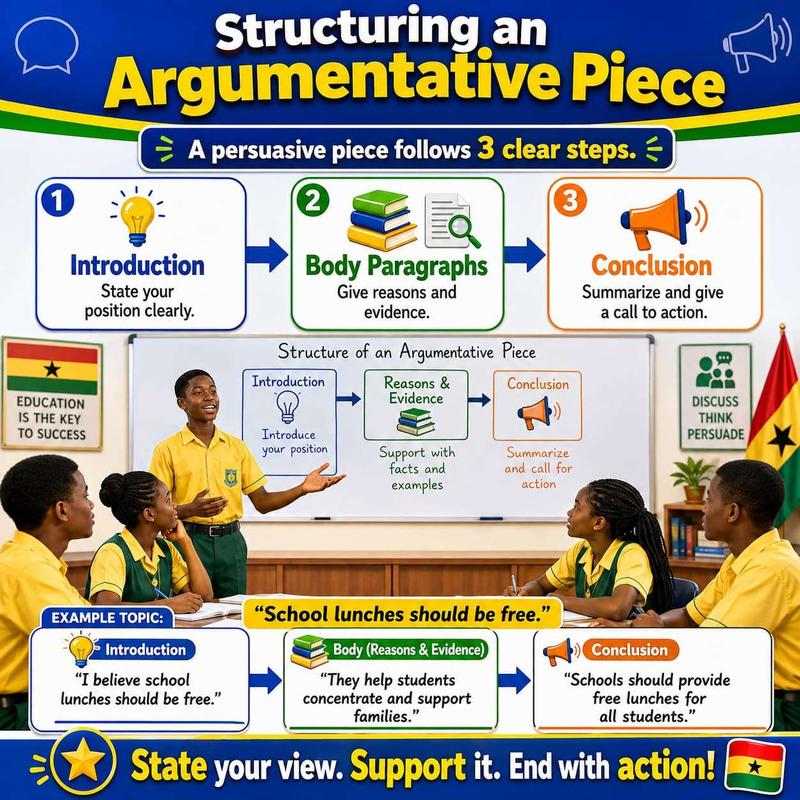 Structuring an
Argumentative Piece
A persuasive piece follows 3 clear steps.
1
Introduction
State your
position clearly.
2
Body Paragraphs
Give reasons and
evidence.
3
Conclusion
Summarize and give
a call to action.
EDUCATION
IS THE KEY
TO SUCCESS
Structure of an Argumentative Piece
Introduction
Introduce
your position
Reasons &
Evidence
Support with
facts and
examples
Conclusion
Summarize
and call for
action
DISCUSS
THINK
PERSUADE
EXAMPLE TOPIC:
“School lunches should be free.”
Introduction
“I believe school
lunches should be free.”
Body (Reasons & Evidence)
“They help students
concentrate and support
families.”
Conclusion
“Schools should provide
free lunches for
all students.”
State your view. Support it. End with action!